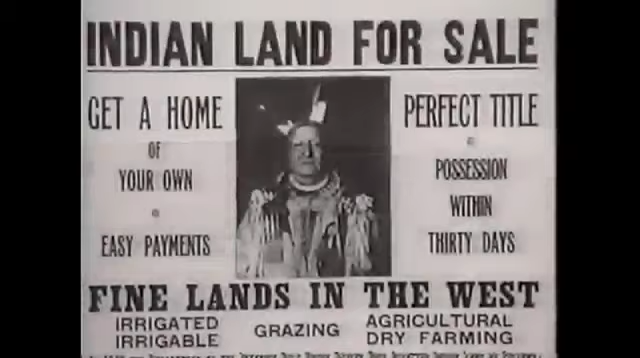 INDIAN LAND FOR SALE
GET A HOME
OF
YOUR OWN
EASY PAYMENTS
PERFECT TITLE
POSSESSION
WITHIN
THIRTY DAYS
FINE LANDS IN THE WEST
IRRIGATED
IRRIGABLE
GRAZING
AGRICULTURAL
DRY FARMING